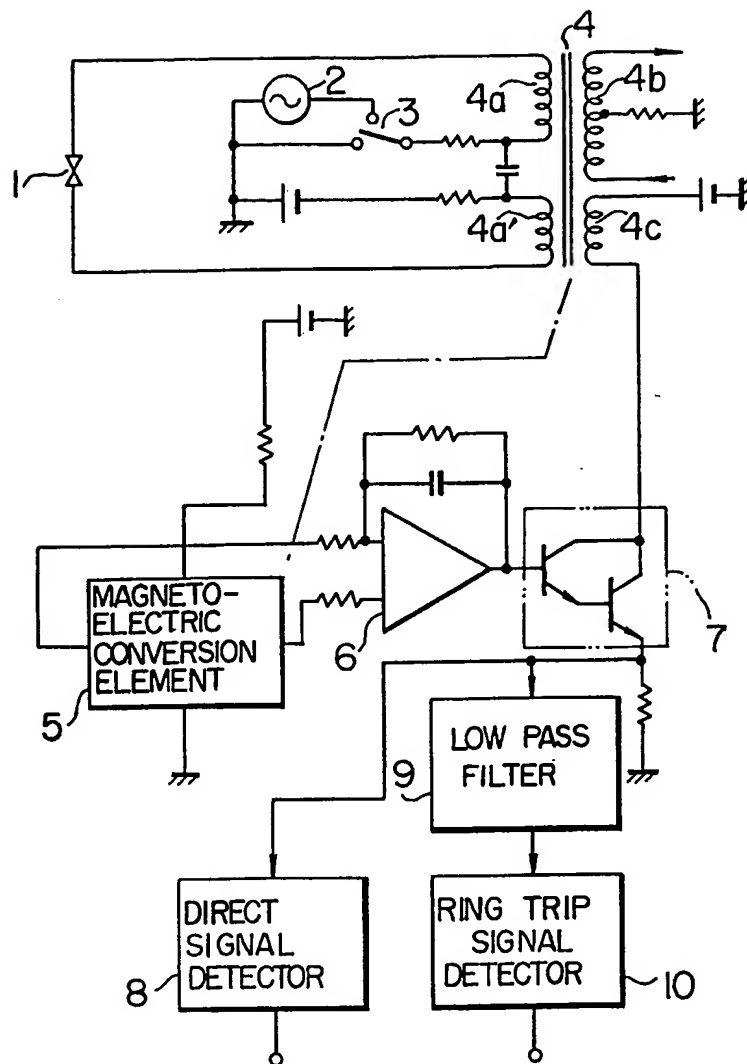 4
2
4a
4b
3
1
4a'
4c
MAGNETO-
ELECTRIC
CONVERSION
ELEMENT
5
6
7
LOW PASS
FILTER
9
DIRECT
SIGNAL
DETECTOR
8
RING TRIP
SIGNAL
DETECTOR
10